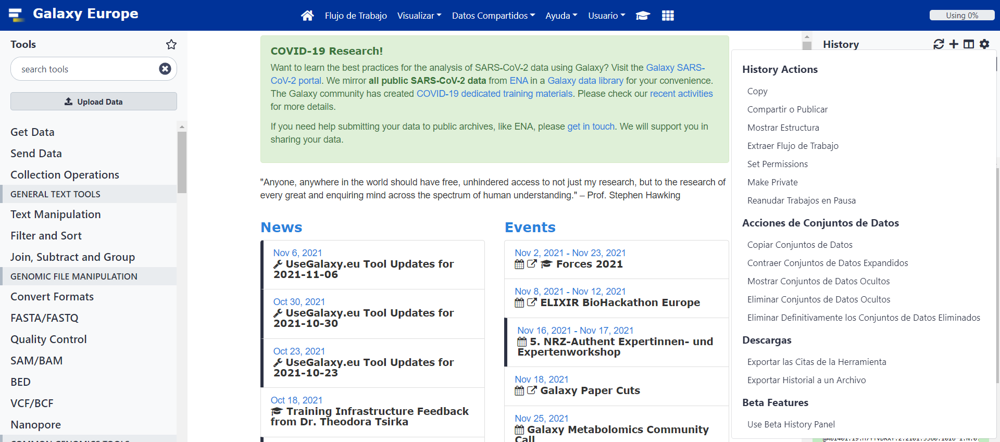 Galaxy Europe
Flujo de Trabajo
Visualizar
Datos Compartidos
Ayuda
Usuario
Using 0%
Tools
search tools
Upload Data
Get Data
Send Data
Collection Operations
GENERAL TEXT TOOLS
Text Manipulation
Filter and Sort
Join, Subtract and Group
GENOMIC FILE MANIPULATION
Convert Formats
FASTA/FASTQ
Quality Control
SAM/BAM
BED
VCF/BCF
Nanopore
COMMON GENOMICS TOOLS
COVID-19 Research!
Want to learn the best practices for the analysis of SARS-CoV-2 data using Galaxy? Visit the Galaxy SARS-
CoV-2 portal. We mirror all public SARS-CoV-2 data from ENA in a Galaxy data library for your convenience.
The Galaxy community has created COVID-19 dedicated training materials. Please check our recent activities
for more details.
If you need help submitting your data to public archives, like ENA, please get in touch. We will support you in
sharing your data.
"Anyone, anywhere in the world should have free, unhindered access to not just my research, but to the research of
every great and enquiring mind across the spectrum of human understanding." – Prof. Stephen Hawking
News
Nov 6, 2021
UseGalaxy.eu Tool Updates for
2021-11-06
Oct 30, 2021
UseGalaxy.eu Tool Updates for
2021-10-30
Oct 23, 2021
UseGalaxy.eu Tool Updates for
2021-10-23
Oct 18, 2021
Training Infrastructure Feedback
from Dr. Theodora Tsirka
Events
Nov 2, 2021 - Nov 23, 2021
Forces 2021
Nov 8, 2021 - Nov 12, 2021
ELIXIR BioHackathon Europe
Nov 16, 2021 - Nov 17, 2021
5. NRZ-Authent Expertinnen- und
Expertenworkshop
Nov 18, 2021
Galaxy Paper Cuts
Nov 25, 2021
Galaxy Metabolomics Community
Call
History
History Actions
Copy
Compartir o Publicar
Mostrar Estructura
Extraer Flujo de Trabajo
Set Permissions
Make Private
Reanudar Trabajos en Pausa
Acciones de Conjuntos de Datos
Copiar Conjuntos de Datos
Contraer Conjuntos de Datos Expandidos
Mostrar Conjuntos de Datos Ocultos
Eliminar Conjuntos de Datos Ocultos
Eliminar Definitivamente los Conjuntos de Datos Eliminados
Descargas
Exportar las Citas de la Herramienta
Exportar Historial a un Archivo
Beta Features
Use Beta History Panel